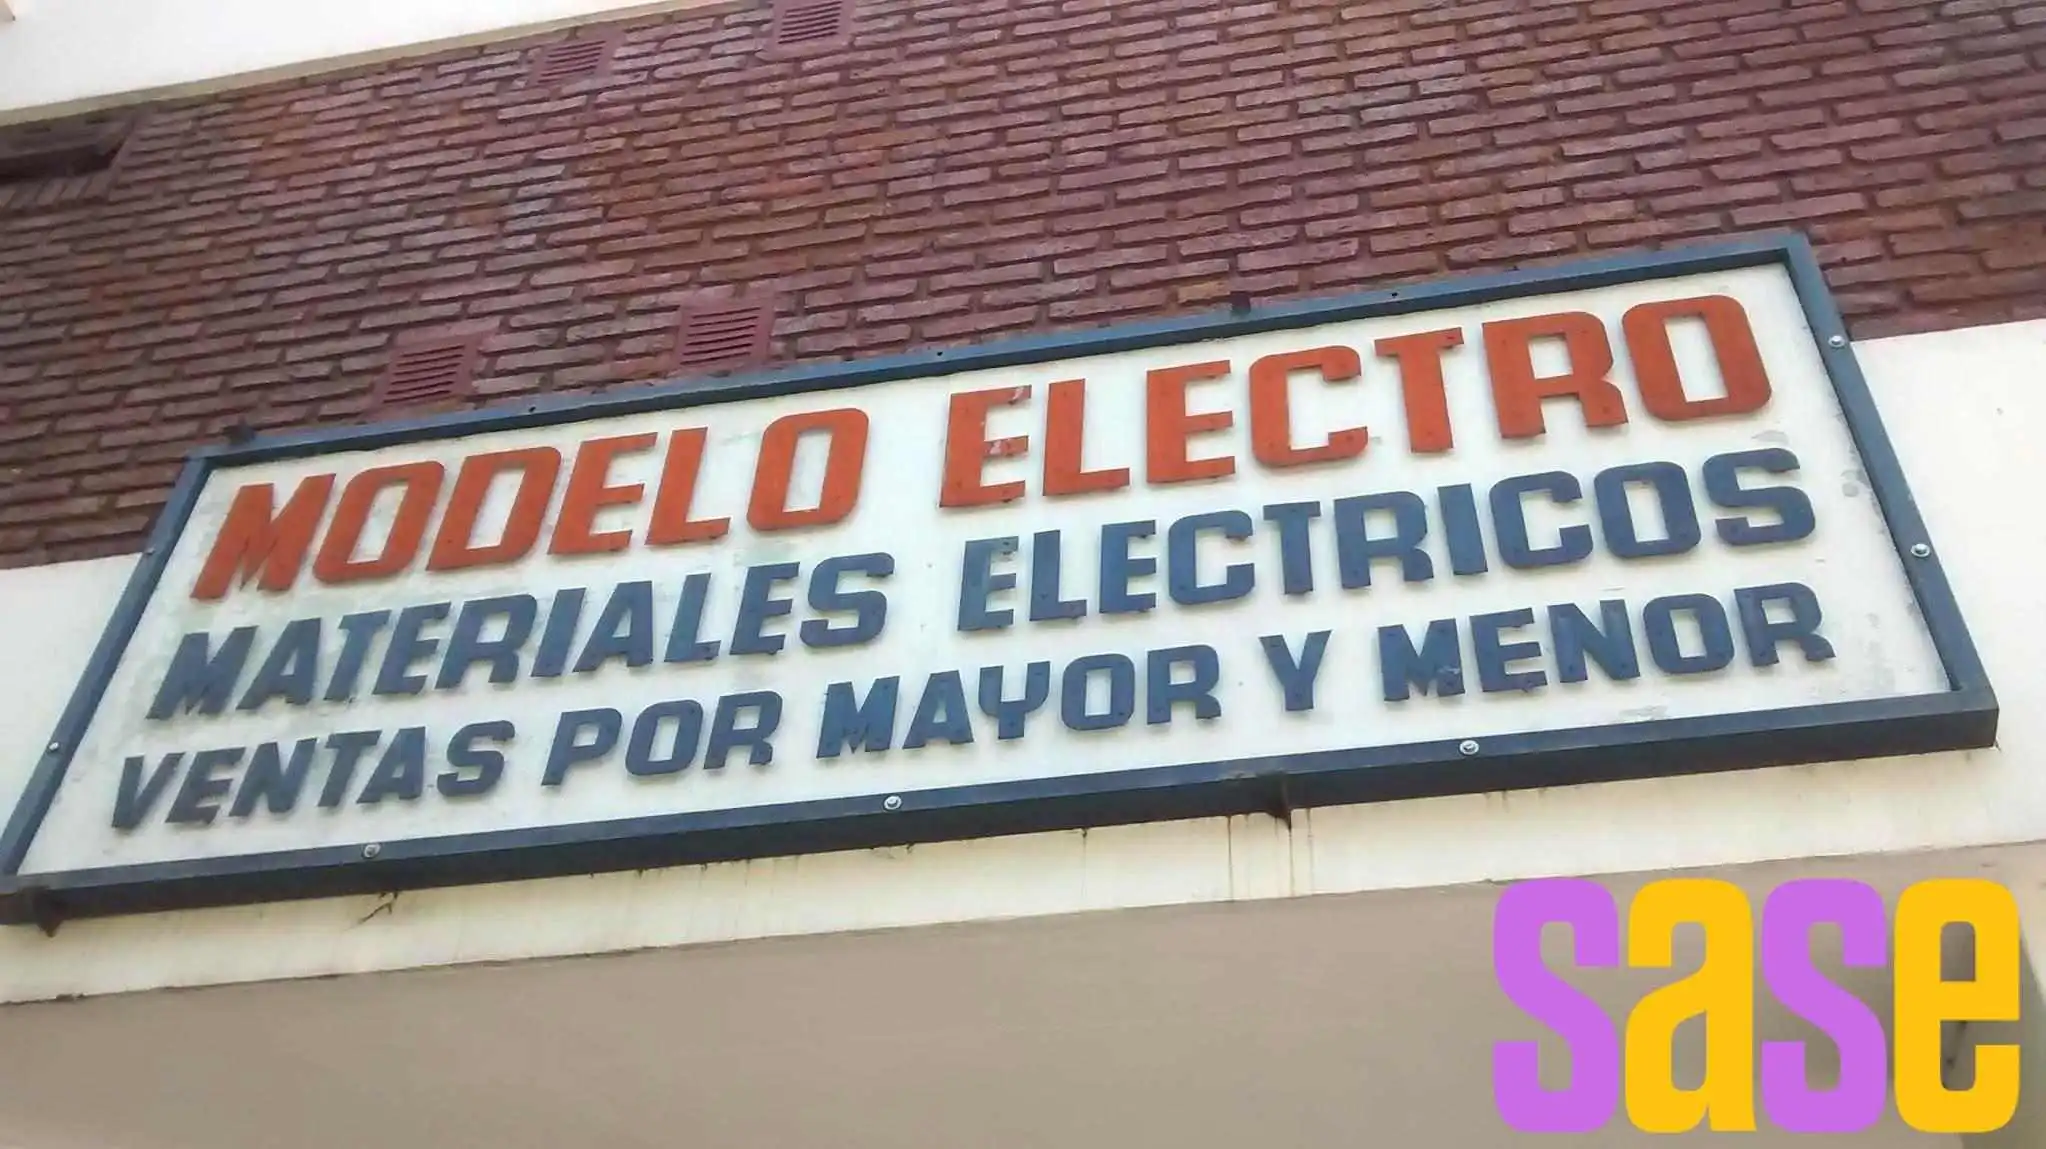 MODELO ELECTRO
MATERIALES ELECTRICOS
VENTAS POR MAYOR Y MENOR
sase